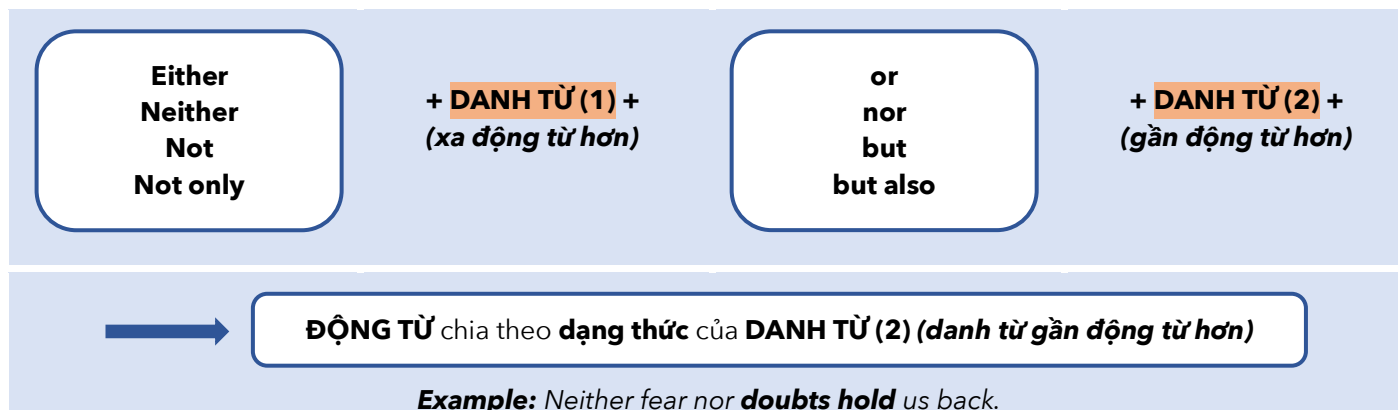 Either
Neither
Not
Not only
+ DANH TỪ (1) +
(xa động từ hơn)
or
nor
but
but also
+ DANH TỪ (2) +
(gần động từ hơn)
ĐỘNG TỪ chia theo dạng thức của DANH TỪ (2) (danh từ gần động từ hơn)
Example: Neither fear nor doubts hold us back.